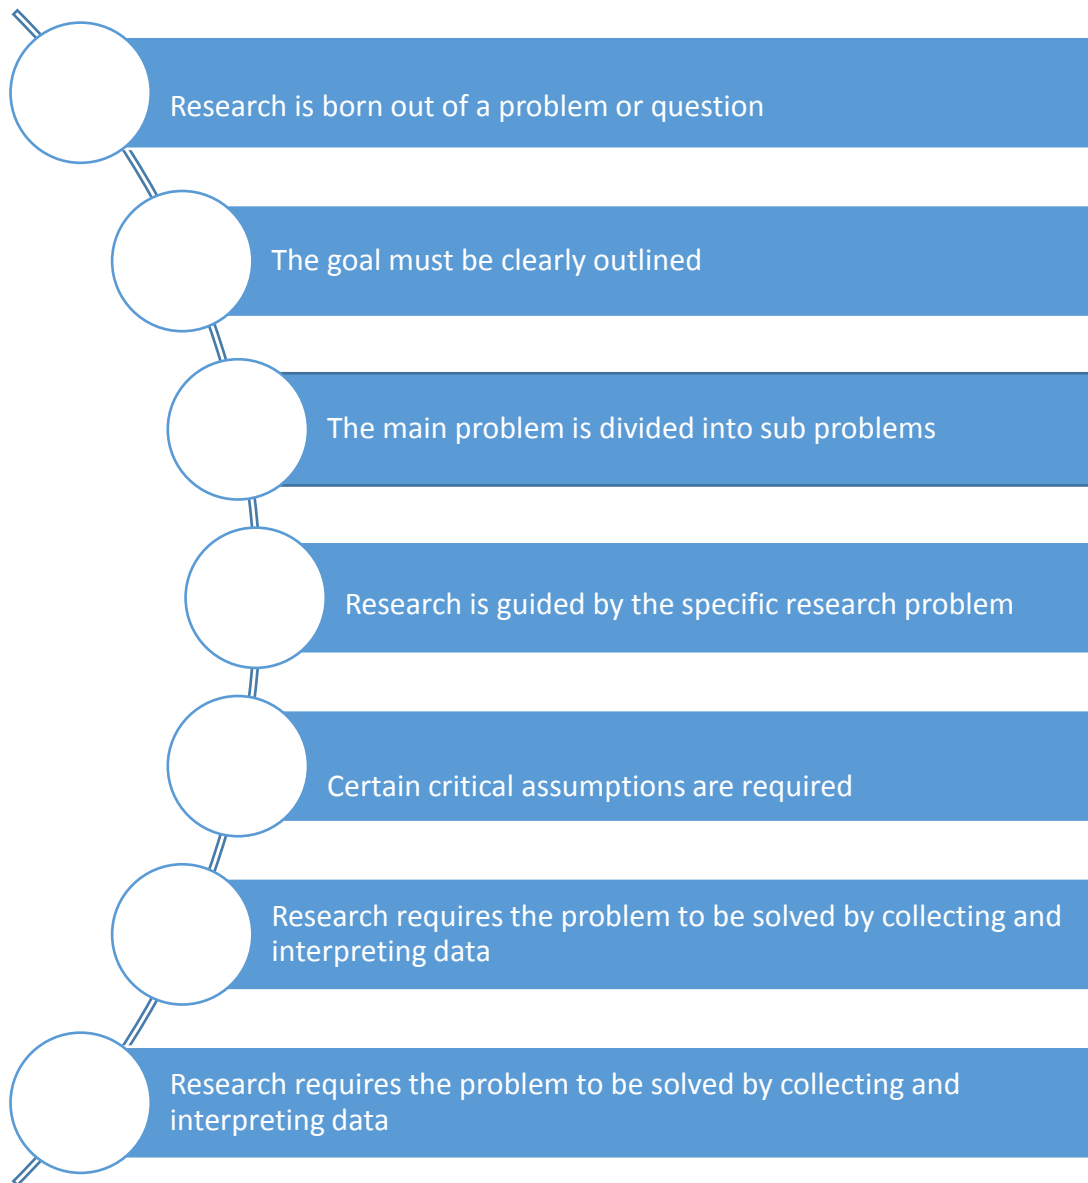 Research is born out of a problem or question
The goal must be clearly outlined
The main problem is divided into sub problems
Research is guided by the specific research problem
Certain critical assumptions are required
Research requires the problem to be solved by collecting and
interpreting data
Research requires the problem to be solved by collecting and
interpreting data